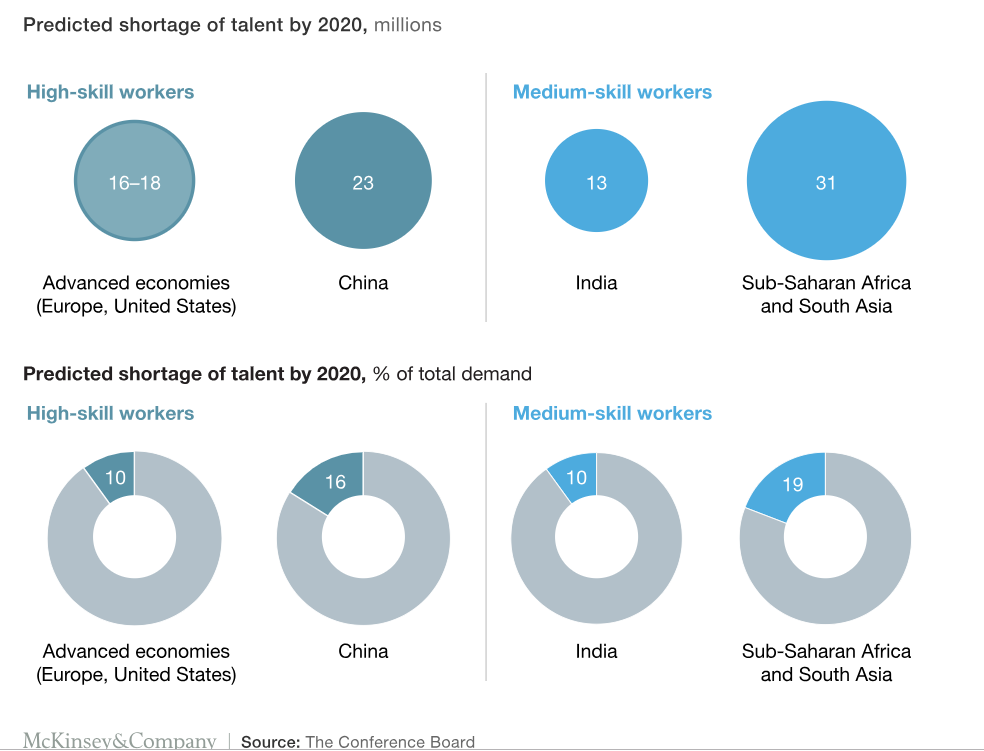 Predicted shortage of talent by 2020, millions
High-skill workers
Medium-skill workers
16–18
23
13
31
Advanced economies
(Europe, United States)
China
India
Sub-Saharan Africa
and South Asia
Predicted shortage of talent by 2020, % of total demand
High-skill workers
Medium-skill workers
10
16
10
19
Advanced economies
(Europe, United States)
China
India
Sub-Saharan Africa
and South Asia
McKinsey&Company | Source: The Conference Board